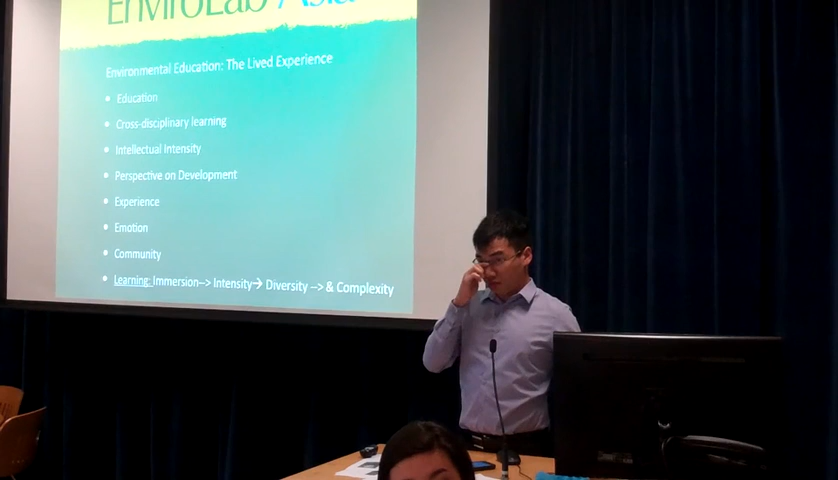 EnviroLab Asia
Environmental Education: The Lived Experience
• Education
• Cross-disciplinary learning
• Intellectual Intensity
• Perspective on Development
• Experience
• Emotion
• Community
• Learning: Immersion--> Intensity→ Diversity --> & Complexity